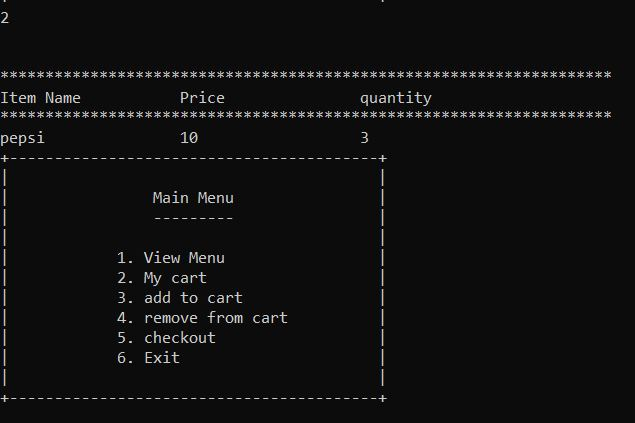 2
********************************************************************
Item Name           Price               quantity
********************************************************************
pepsi               10                  3
+-----------------------------------------+
|                                         |
|                Main Menu                |
|                ---------                |
|                                         |
|            1. View Menu                 |
|            2. My cart                   |
|            3. add to cart               |
|            4. remove from cart          |
|            5. checkout                  |
|            6. Exit                      |
|                                         |
+-----------------------------------------+